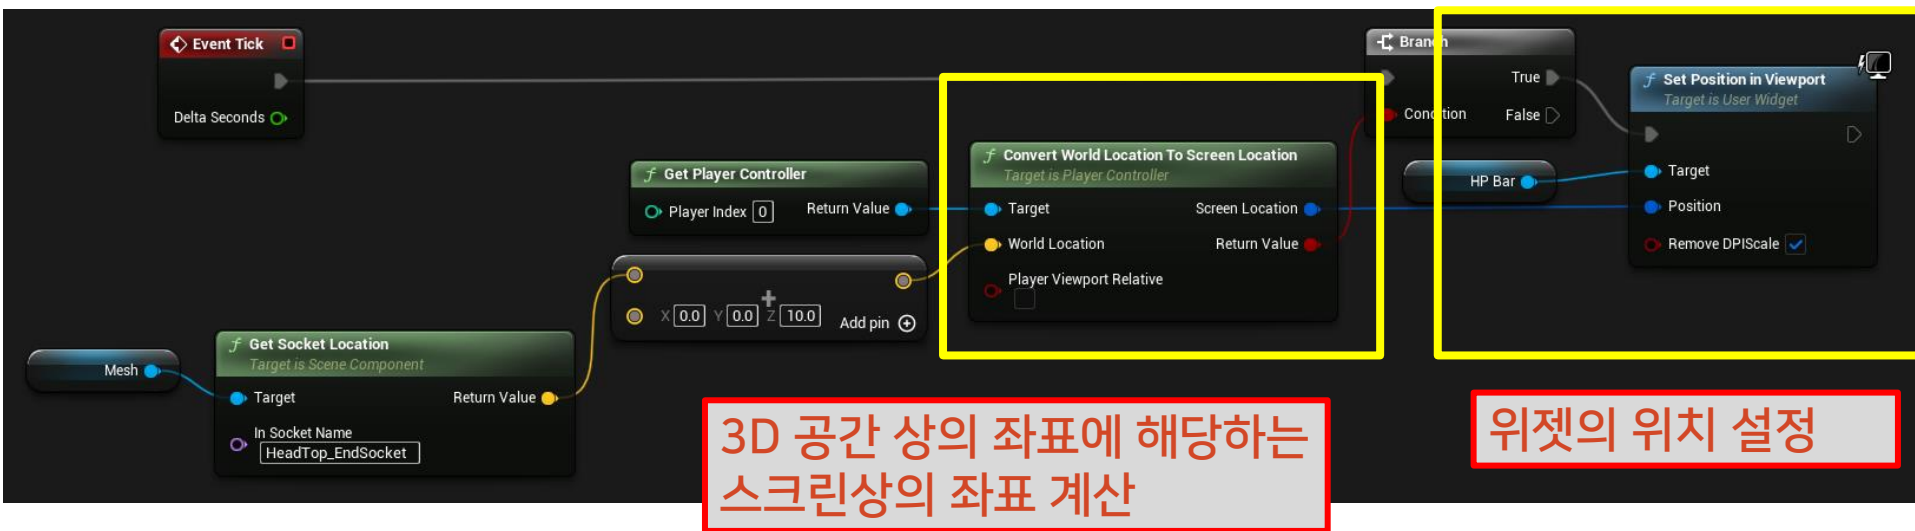 Event Tick
Delta Seconds
Branch
True
Condition
False
f Set Position in Viewport
Target is User Widget
Target
Position
Remove DPIScale
HP Bar
f Get Player Controller
Player Index 0
Return Value
f Convert World Location To Screen Location
Target is Player Controller
Target
Screen Location
World Location
Return Value
Player Viewport Relative
X 0.0 Y 0.0 Z 10.0
Add pin
Mesh
f Get Socket Location
Target is Scene Component
Target
Return Value
In Socket Name
HeadTop_EndSocket
3D 공간 상의 좌표에 해당하는
스크린상의 좌표 계산
위젯의 위치 설정